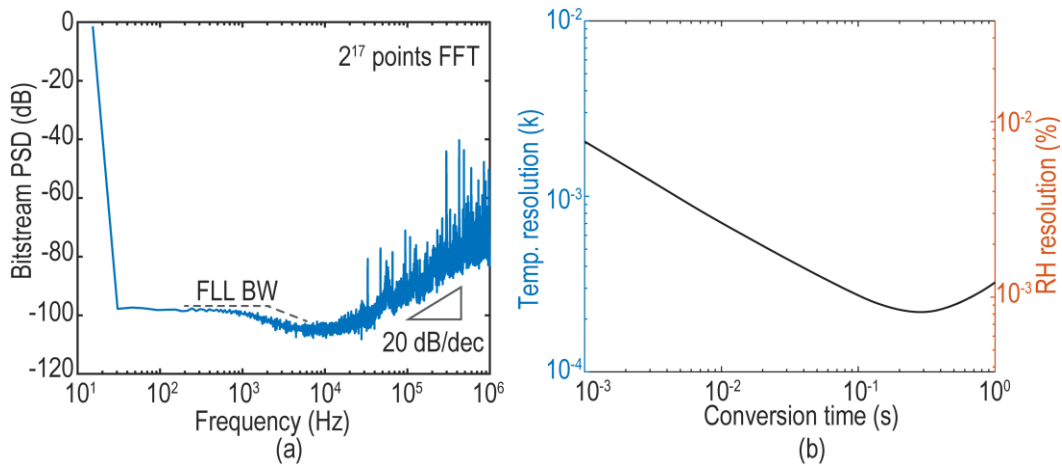 0
-20
-40
-60
-80
-100
-120
Bitstream PSD (dB)
2¹⁷ points FFT
FLL BW
20 dB/dec
10¹ 10² 10³ 10⁴ 10⁵ 10⁶
Frequency (Hz)
(a)
10⁻²
10⁻³
10⁻⁴
Temp. resolution (k)
10⁻²
10⁻³
RH resolution (%)
10⁻³ 10⁻² 10⁻¹ 10⁰
Conversion time (s)
(b)